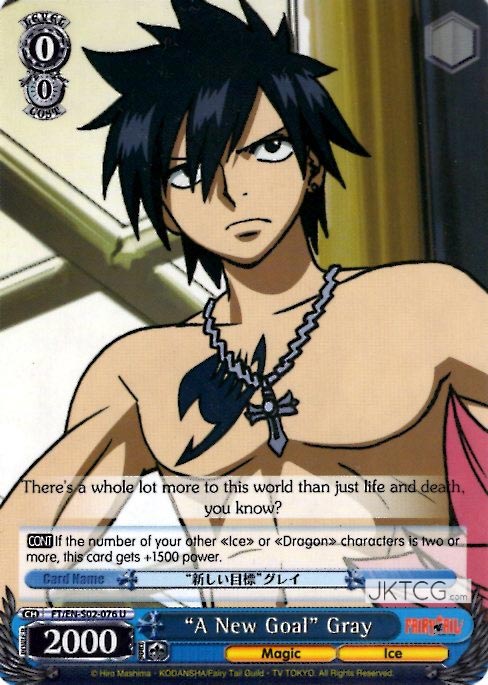 LEVEL
0
0
COST
There's a whole lot more to this world than just life and death,
you know?
CONT If the number of your other «Ice» or «Dragon» characters is two or
more, this card gets +1500 power.
Card Name "新しい目標"グレイ
JKTCG.com
CH FT/EN-S02-076 U
POWER 2000 SOUL
"A New Goal" Gray
FAIRY TAIL
Magic Ice
© Hiro Mashima - KODANSHA/Fairy Tail Guild - TV TOKYO. All Rights Reserved.